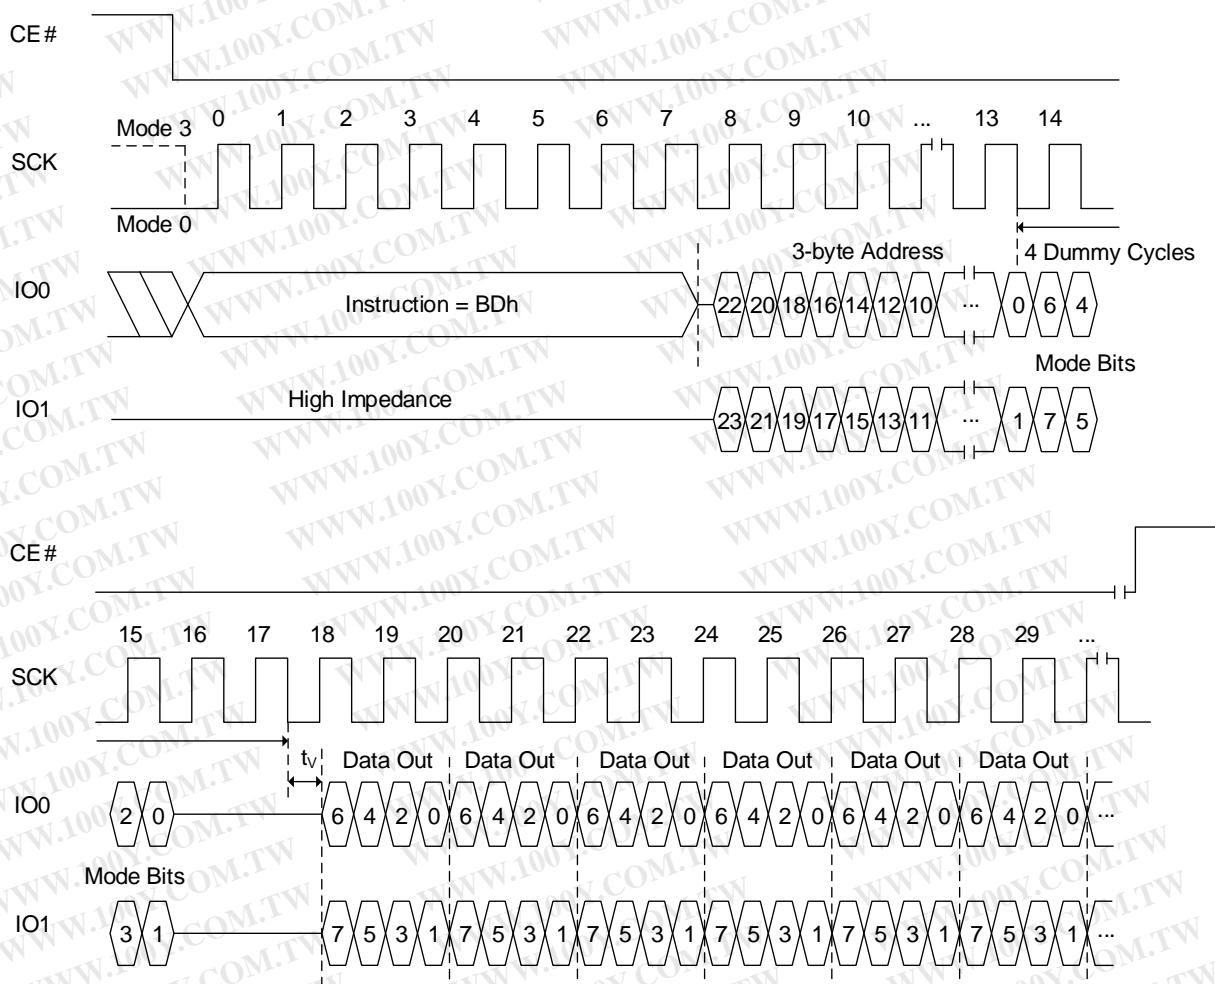 CE#
Mode 3 0 1 2 3 4 5 6 7 8 9 10 ... 13 14
SCK
Mode 0
3-byte Address 4 Dummy Cycles
IO0 Instruction = BDh 22 20 18 16 14 12 10 ... 0 6 4
Mode Bits
IO1 High Impedance 23 21 19 17 15 13 11 ... 1 7 5
CE#
15 16 17 18 19 20 21 22 23 24 25 26 27 28 29 ...
SCK
tV Data Out Data Out Data Out Data Out Data Out Data Out
IO0 2 0 6 4 2 0 6 4 2 0 6 4 2 0 6 4 2 0 6 4 2 0 6 4 2 0 ...
Mode Bits
IO1 3 1 7 5 3 1 7 5 3 1 7 5 3 1 7 5 3 1 7 5 3 1 7 5 3 1 ...
WWW.100Y.COM.TW